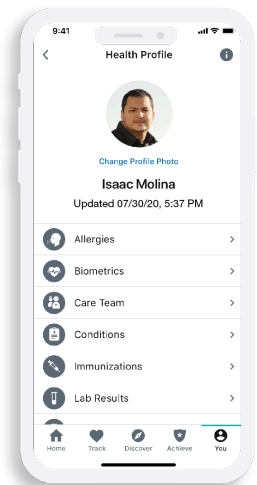 9:41
Health Profile
Change Profile Photo
Isaac Molina
Updated 07/30/20, 5:37 PM
Allergies
Biometrics
Care Team
Conditions
Immunizations
Lab Results
Home Track Discover Achieve You